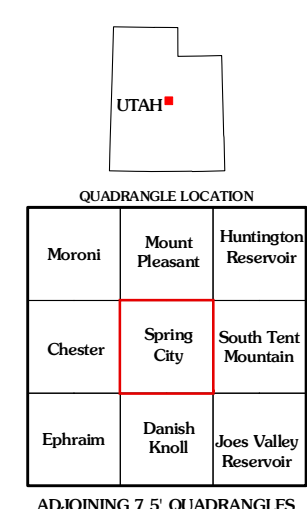 UTAH
QUADRANGLE LOCATION
Moroni
Mount
Pleasant
Huntington
Reservoir
Chester
Spring
City
South Tent
Mountain
Ephraim
Danish
Knoll
Joes Valley
Reservoir
ADJOINING 7.5' QUADRANGLES